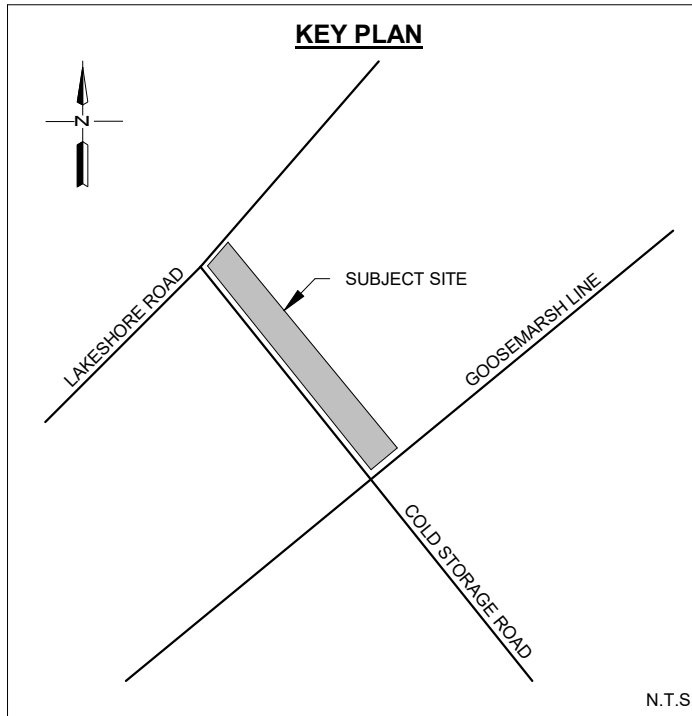 KEY PLAN
N
SUBJECT SITE
LAKESHORE ROAD
GOOSEMARSH LINE
COLD STORAGE ROAD
N.T.S